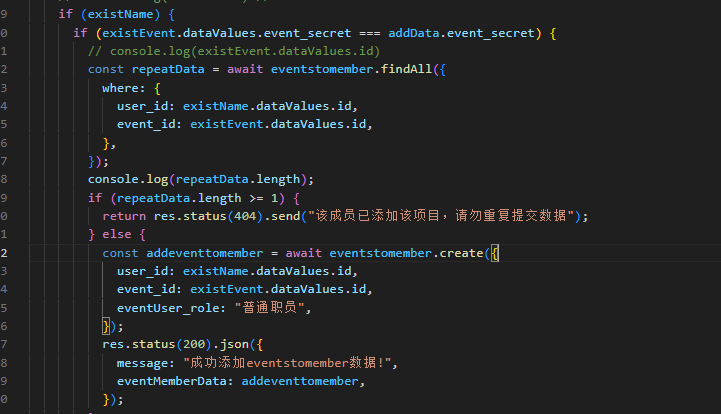 9 if (existName) {
0 if (existEvent.dataValues.event_secret === addData.event_secret) {
1 // console.log(existEvent.dataValues.id)
2 const repeatData = await eventstomember.findAll({
3 where: {
4 user_id: existName.dataValues.id,
5 event_id: existEvent.dataValues.id,
6 },
7 });
8 console.log(repeatData.length);
9 if (repeatData.length >= 1) {
0 return res.status(404).send("该成员已添加该项目，请勿重复提交数据");
1 } else {
2 const addeventtomember = await eventstomember.create({
3 user_id: existName.dataValues.id,
4 event_id: existEvent.dataValues.id,
5 eventUser_role: "普通职员",
6 });
7 res.status(200).json({
8 message: "成功添加eventstomember数据!",
9 eventMemberData: addeventtomember,
0 });